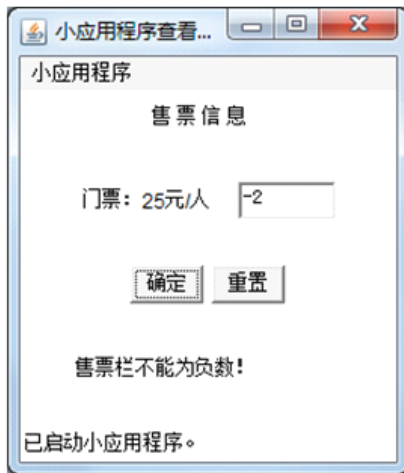 小应用程序查看...
小应用程序
售票信息
门票：25元/人 -2
确定 重置
售票栏不能为负数！
已启动小应用程序。